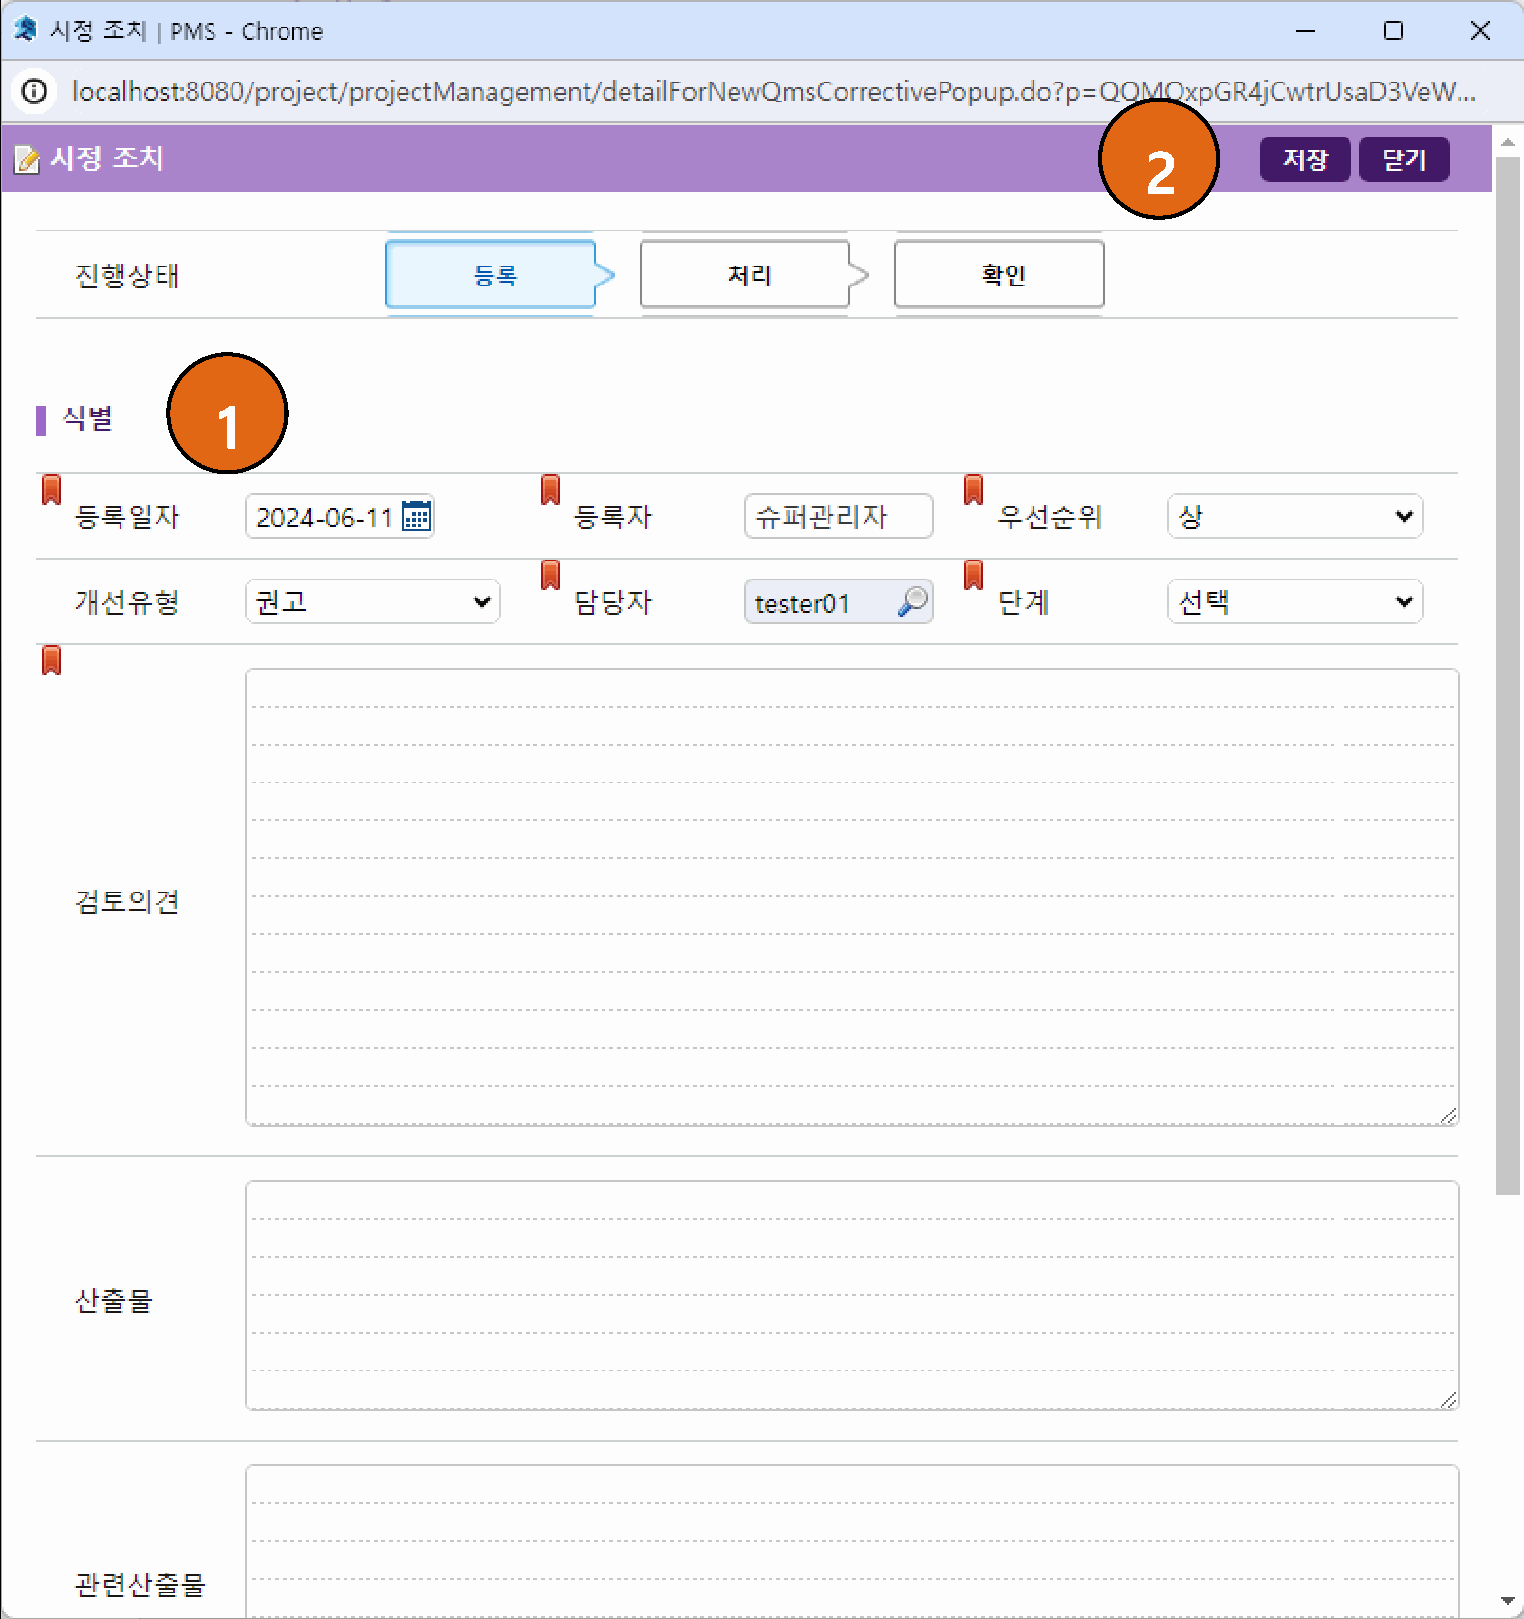 시정 조치 | PMS - Chrome
localhost:8080/project/projectManagement/detailForNewQmsCorrectivePopup.do?p=QQMQxpGR4jCwtrUsaD3VeW...
시정 조치
2
저장 닫기
진행상태 등록 처리 확인
식별
1
등록일자 2024-06-11 등록자 슈퍼관리자 우선순위 상
개선유형 권고 담당자 tester01 단계 선택
검토의견
산출물
관련산출물